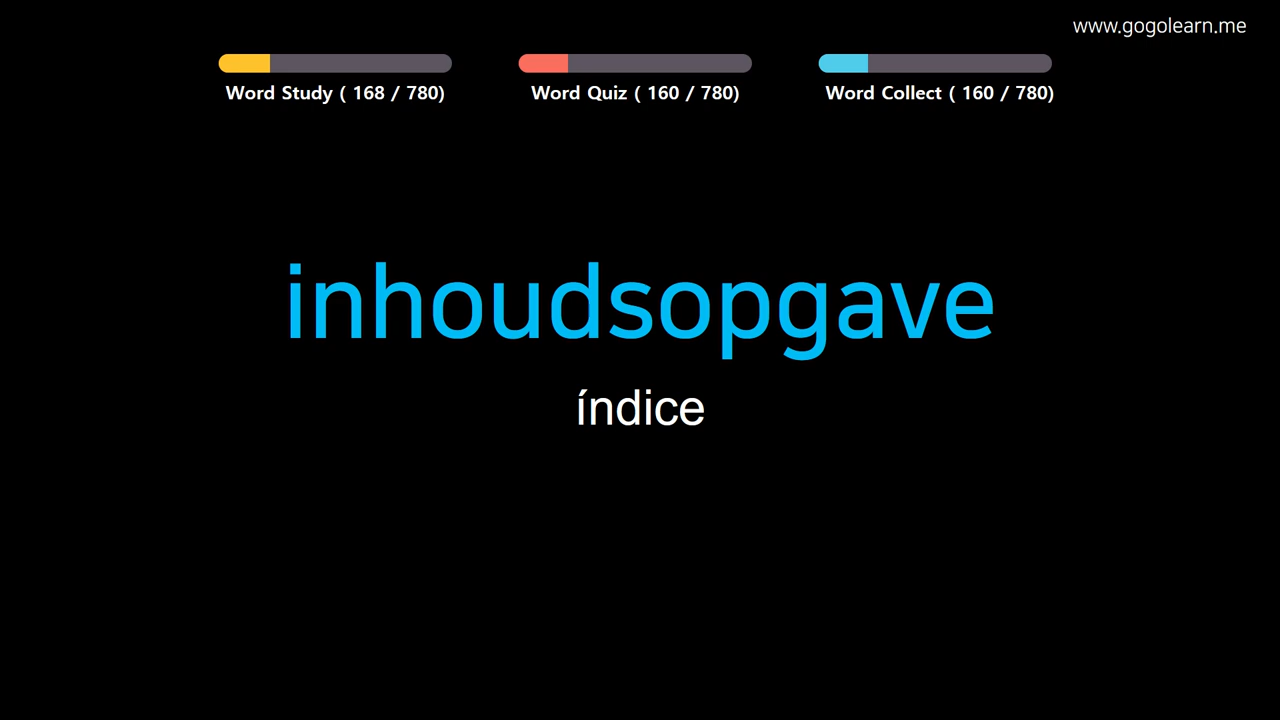 www.gogolearn.me
Word Study ( 168 / 780)
Word Quiz ( 160 / 780)
Word Collect ( 160 / 780)
inhoudsopgave
índice